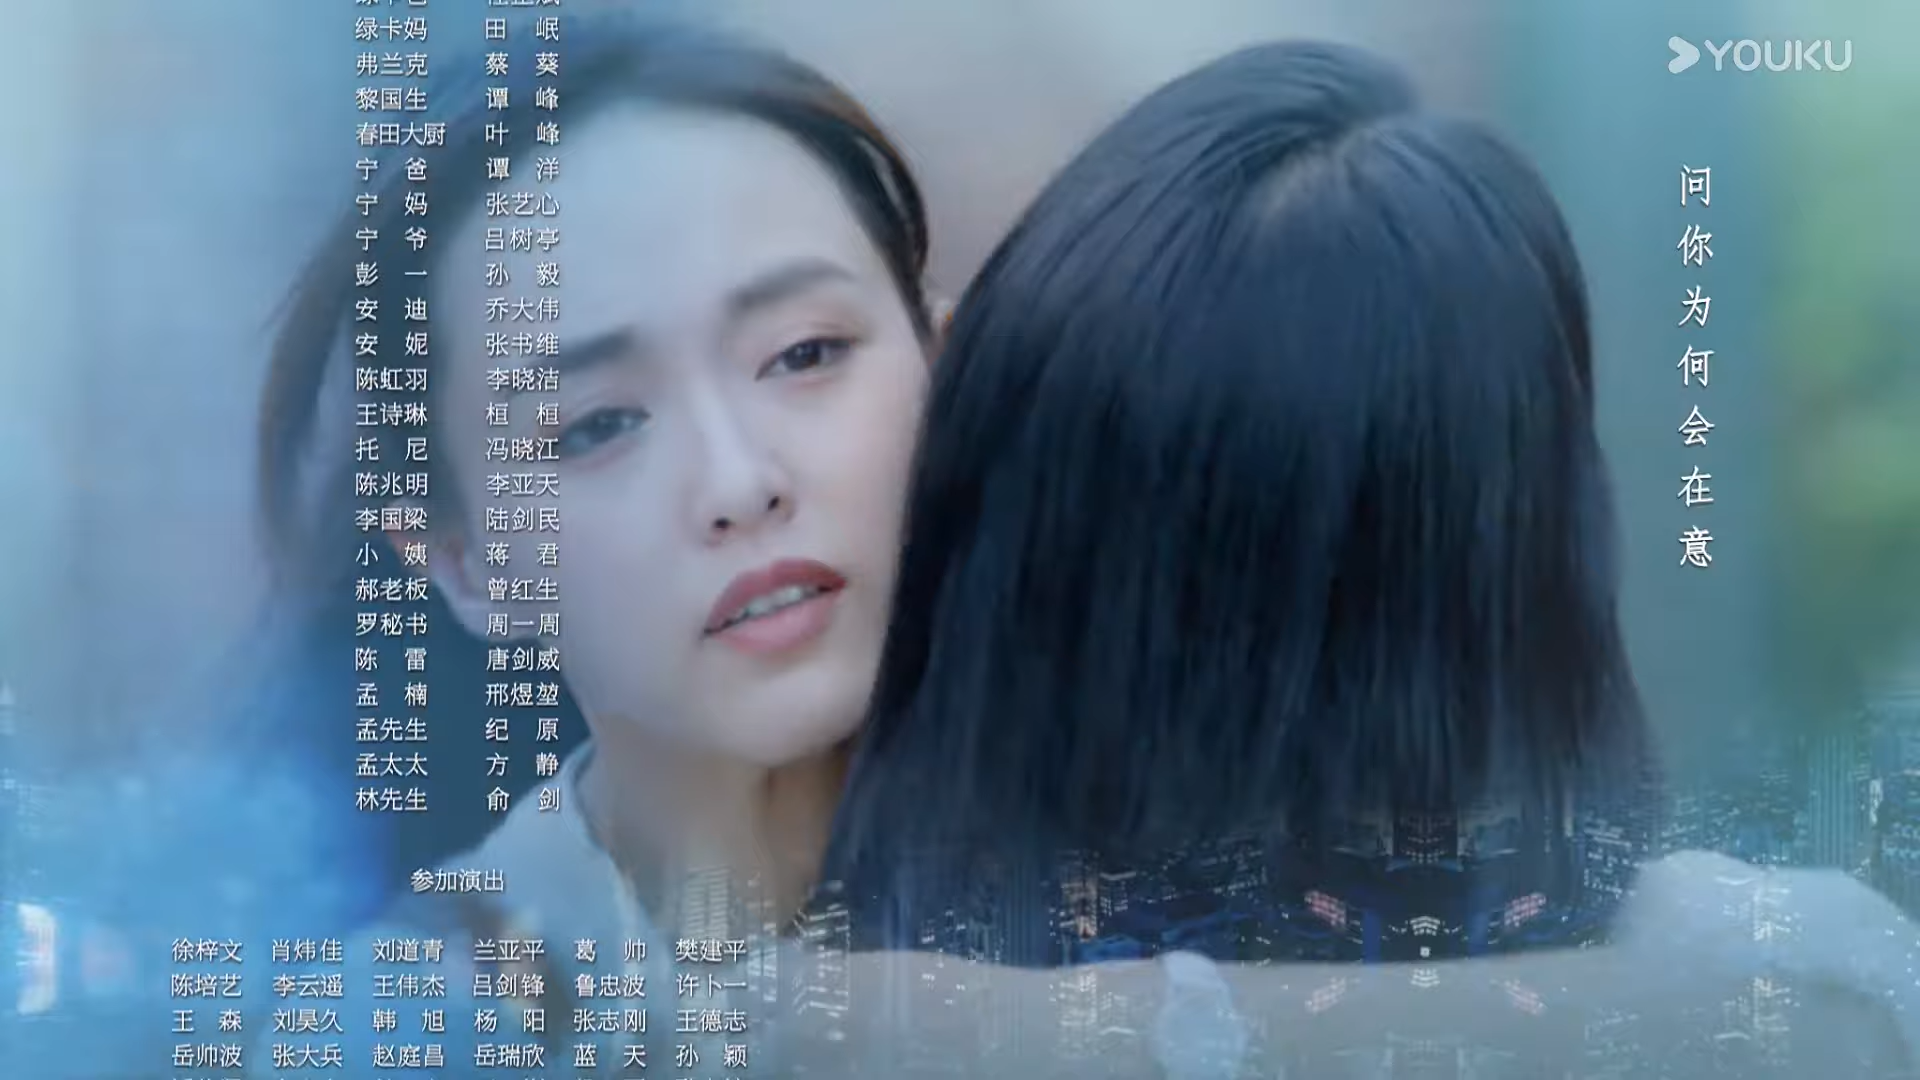 绿卡妈 田岷
弗兰克 蔡葵
黎国生 谭峰
春田大厨 叶峰
宁爸 谭洋
宁妈 张艺心
宁爷 吕树亭
彭一 孙毅
安迪 乔大伟
安妮 张书维
陈虹羽 李晓洁
王诗琳 桓桓
托尼 冯晓江
陈兆明 李亚天
李国梁 陆剑民
小姨 蒋君
郝老板 曾红生
罗秘书 周一周
陈雷 唐剑威
孟楠 邢煜堃
孟先生 纪原
孟太太 方静
林先生 俞剑
参加演出
徐梓文 肖炜佳 刘道青 兰亚平 葛帅 樊建平
陈培艺 李云遥 王伟杰 吕剑锋 鲁忠波 许卜一
王森 刘昊久 韩旭 杨阳 张志刚 王德志
岳帅波 张大兵 赵庭昌 岳瑞欣 蓝天 孙颖
YOUKU
问你为何会在意